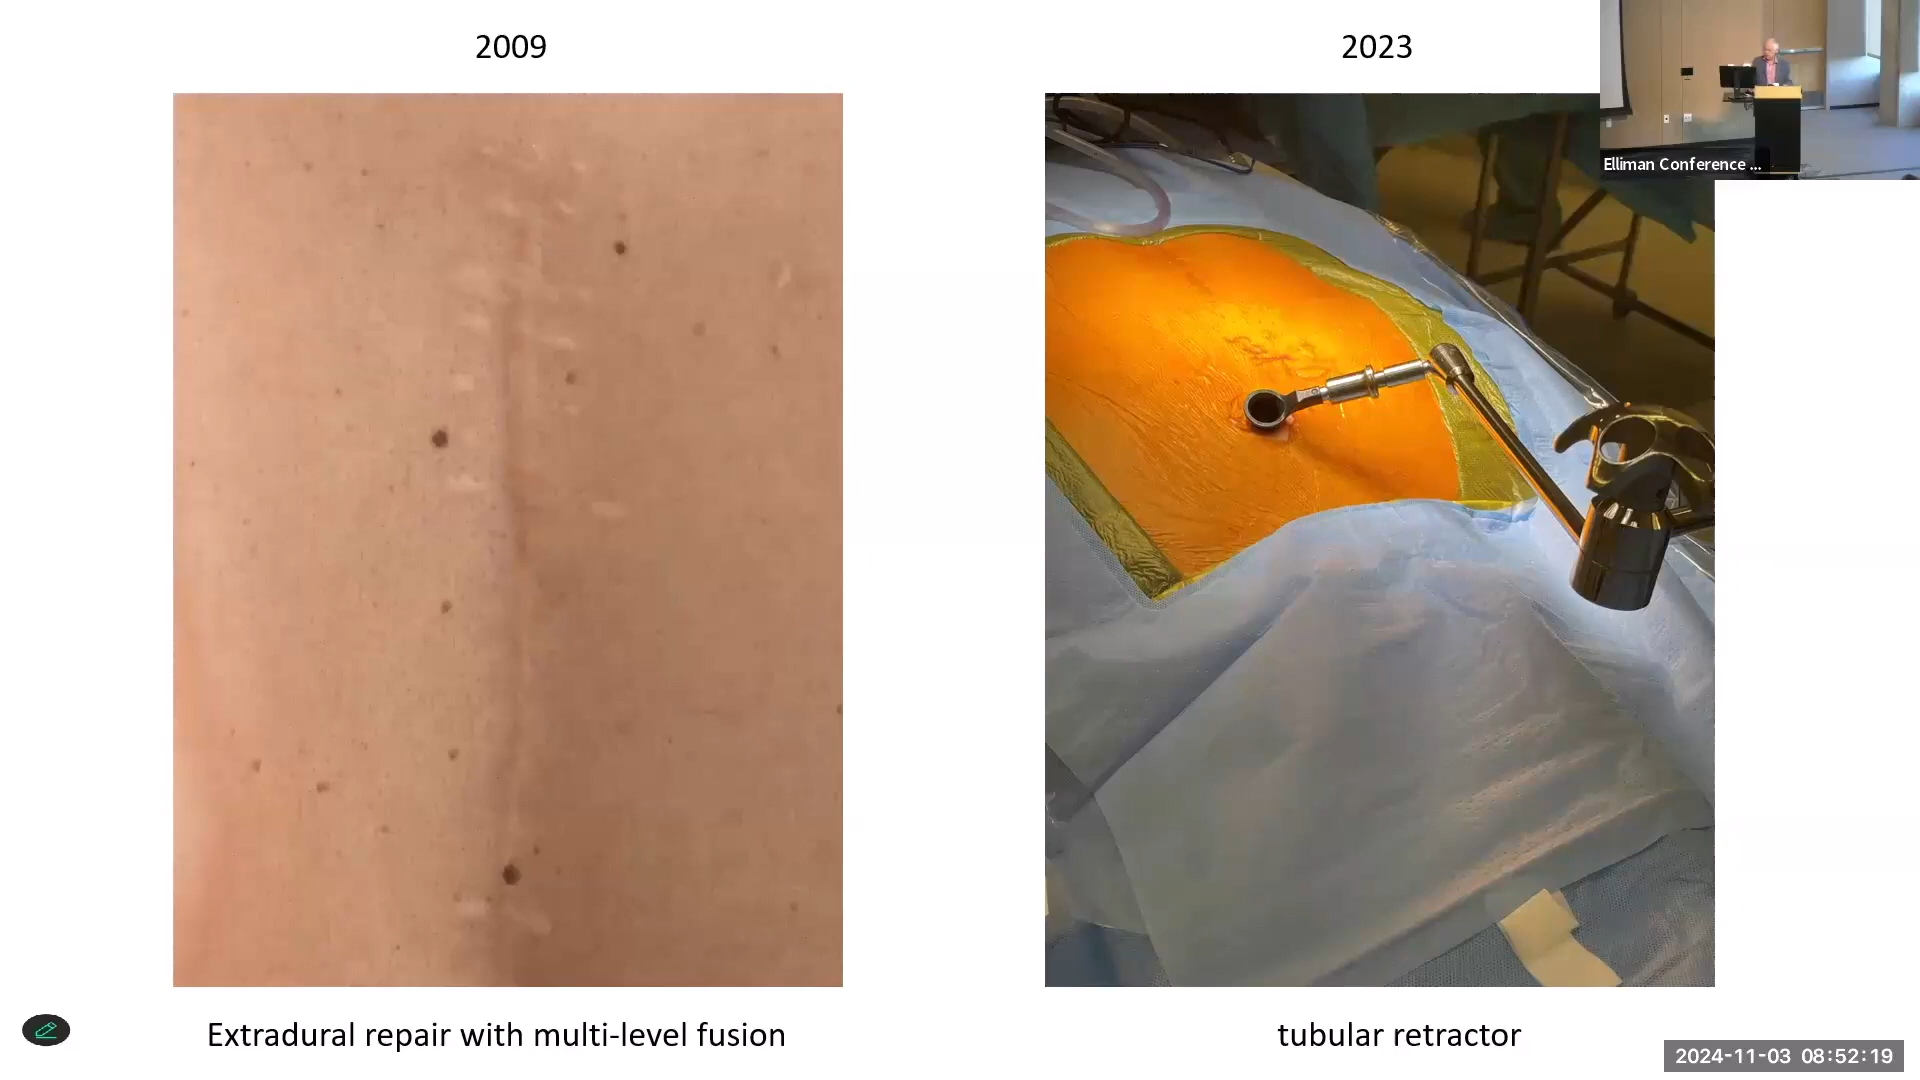 2009
2023
Elliman Conference ...
Extradural repair with multi-level fusion
tubular retractor
2024-11-03 08:52:19